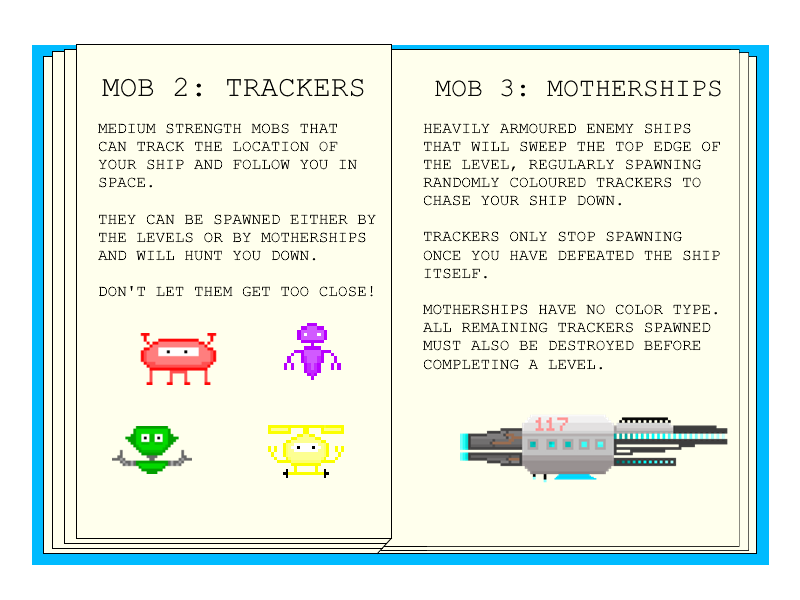 MOB 2: TRACKERS
MEDIUM STRENGTH MOBS THAT
CAN TRACK THE LOCATION OF
YOUR SHIP AND FOLLOW YOU IN
SPACE.
THEY CAN BE SPAWNED EITHER BY
THE LEVELS OR BY MOTHERSHIPS
AND WILL HUNT YOU DOWN.
DON'T LET THEM GET TOO CLOSE!
MOB 3: MOTHERSHIPS
HEAVILY ARMOURED ENEMY SHIPS
THAT WILL SWEEP THE TOP EDGE OF
THE LEVEL, REGULARLY SPAWNING
RANDOMLY COLOURED TRACKERS TO
CHASE YOUR SHIP DOWN.
TRACKERS ONLY STOP SPAWNING
ONCE YOU HAVE DEFEATED THE SHIP
ITSELF.
MOTHERSHIPS HAVE NO COLOR TYPE.
ALL REMAINING TRACKERS SPAWNED
MUST ALSO BE DESTROYED BEFORE
COMPLETING A LEVEL.
117